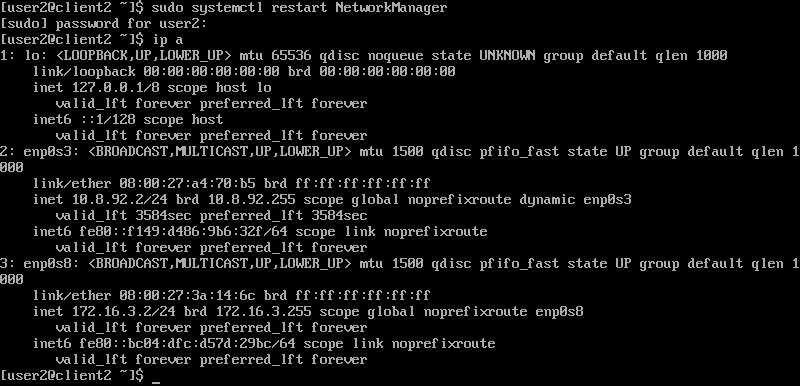 [user2@client2 ~]$ sudo systemctl restart NetworkManager
[sudo] password for user2:
[user2@client2 ~]$ ip a
1: lo: <LOOPBACK,UP,LOWER_UP> mtu 65536 qdisc noqueue state UNKNOWN group default qlen 1000
    link/loopback 00:00:00:00:00:00 brd 00:00:00:00:00:00
    inet 127.0.0.1/8 scope host lo
       valid_lft forever preferred_lft forever
    inet6 ::1/128 scope host
       valid_lft forever preferred_lft forever
2: enp0s3: <BROADCAST,MULTICAST,UP,LOWER_UP> mtu 1500 qdisc pfifo_fast state UP group default qlen 1
000
    link/ether 08:00:27:a4:70:b5 brd ff:ff:ff:ff:ff:ff
    inet 10.8.92.2/24 brd 10.8.92.255 scope global noprefixroute dynamic enp0s3
       valid_lft 3584sec preferred_lft 3584sec
    inet6 fe80::f149:d486:9b6:32f/64 scope link noprefixroute
       valid_lft forever preferred_lft forever
3: enp0s8: <BROADCAST,MULTICAST,UP,LOWER_UP> mtu 1500 qdisc pfifo_fast state UP group default qlen 1
000
    link/ether 08:00:27:3a:14:6c brd ff:ff:ff:ff:ff:ff
    inet 172.16.3.2/24 brd 172.16.3.255 scope global noprefixroute enp0s8
       valid_lft forever preferred_lft forever
    inet6 fe80::bc04:dfc:d57d:29bc/64 scope link noprefixroute
       valid_lft forever preferred_lft forever
[user2@client2 ~]$ _